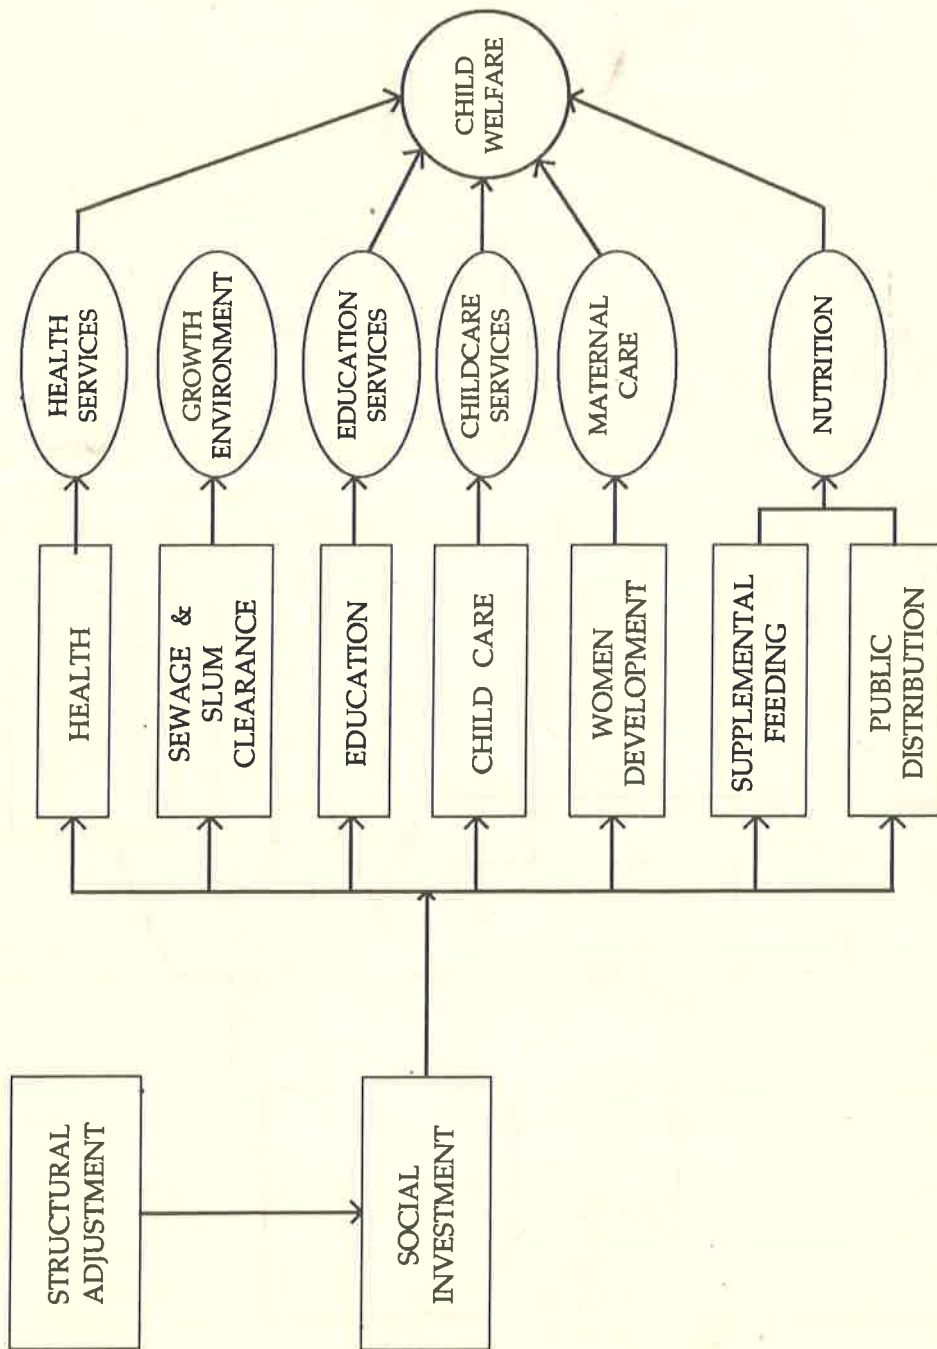 STRUCTURAL
ADJUSTMENT
SOCIAL
INVESTMENT
HEALTH
SEWAGE &
SLUM
CLEARANCE
EDUCATION
CHILD CARE
WOMEN
DEVELOPMENT
SUPPLEMENTAL
FEEDING
PUBLIC
DISTRIBUTION
HEALTH
SERVICES
GROWTH
ENVIRONMENT
EDUCATION
SERVICES
CHILDCARE
SERVICES
MATERNAL
CARE
NUTRITION
CHILD
WELFARE